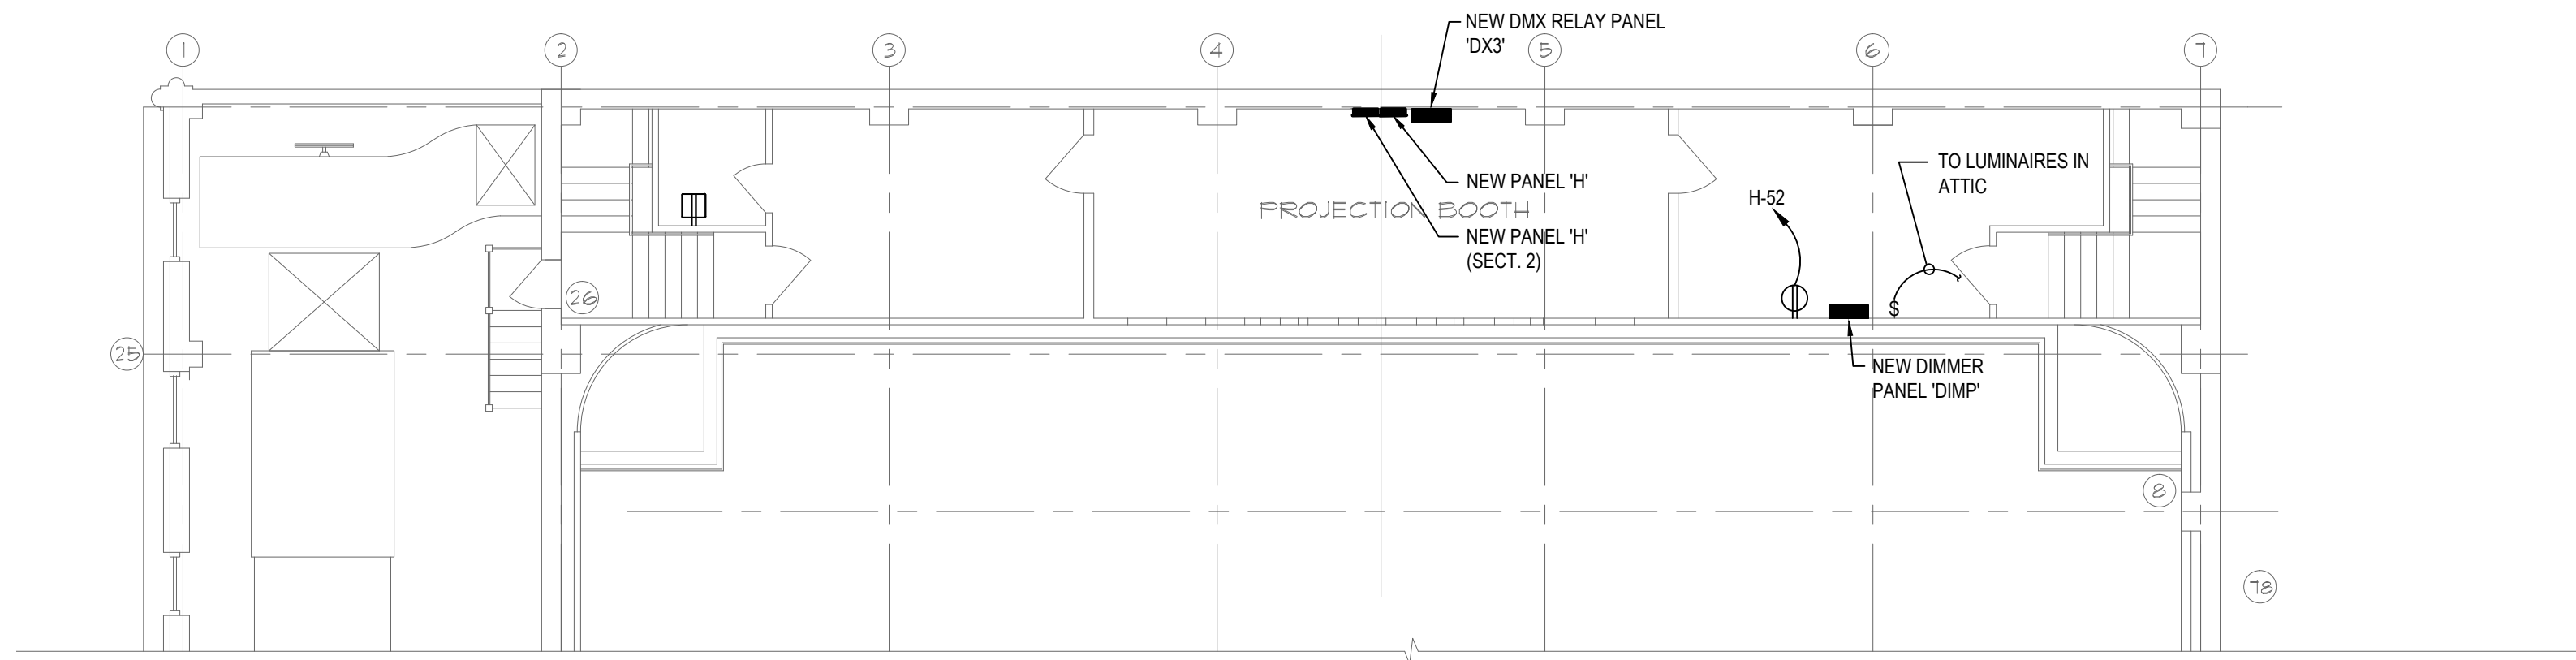 NEW DMX RELAY PANEL
'DX3'
1
2
3
4
5
6
7
TO LUMINAIRES IN
ATTIC
NEW PANEL 'H'
H-52
PROJECTION BOOTH
NEW PANEL 'H'
(SECT. 2)
26
$
25
NEW DIMMER
PANEL 'DIMP'
8
78